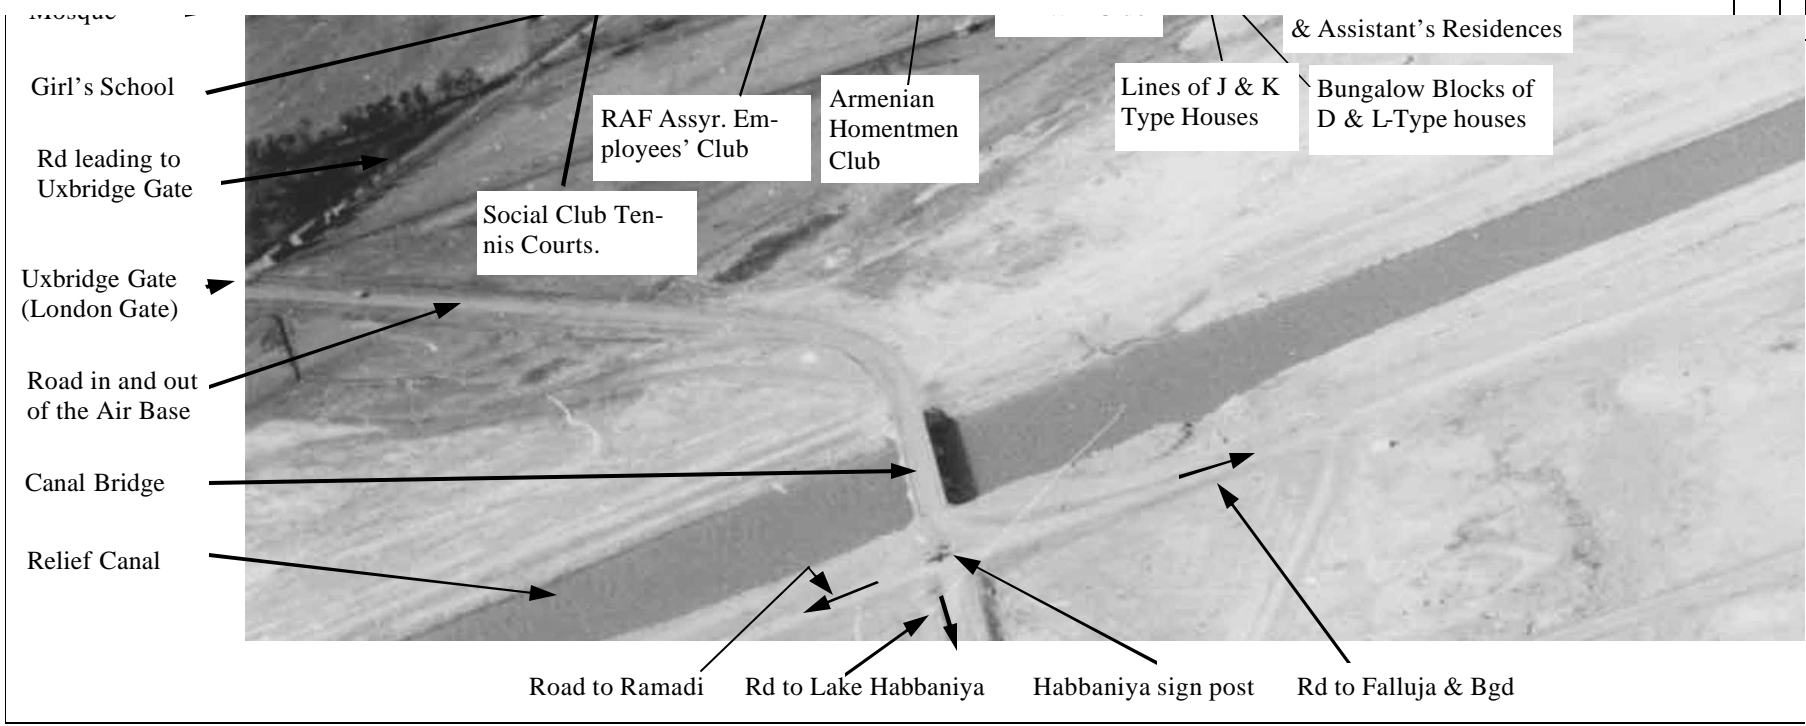 Mosque
& Assistant’s Residences
Girl’s School
Lines of J & K
Type Houses
Bungalow Blocks of
D & L-Type houses
Armenian
Homentmen
Club
RAF Assyr. Em-
ployees’ Club
Rd leading to
Uxbridge Gate
Social Club Ten-
nis Courts.
Uxbridge Gate
(London Gate)
Road in and out
of the Air Base
Canal Bridge
Relief Canal
Road to Ramadi
Rd to Lake Habbaniya
Habbaniya sign post
Rd to Falluja & Bgd